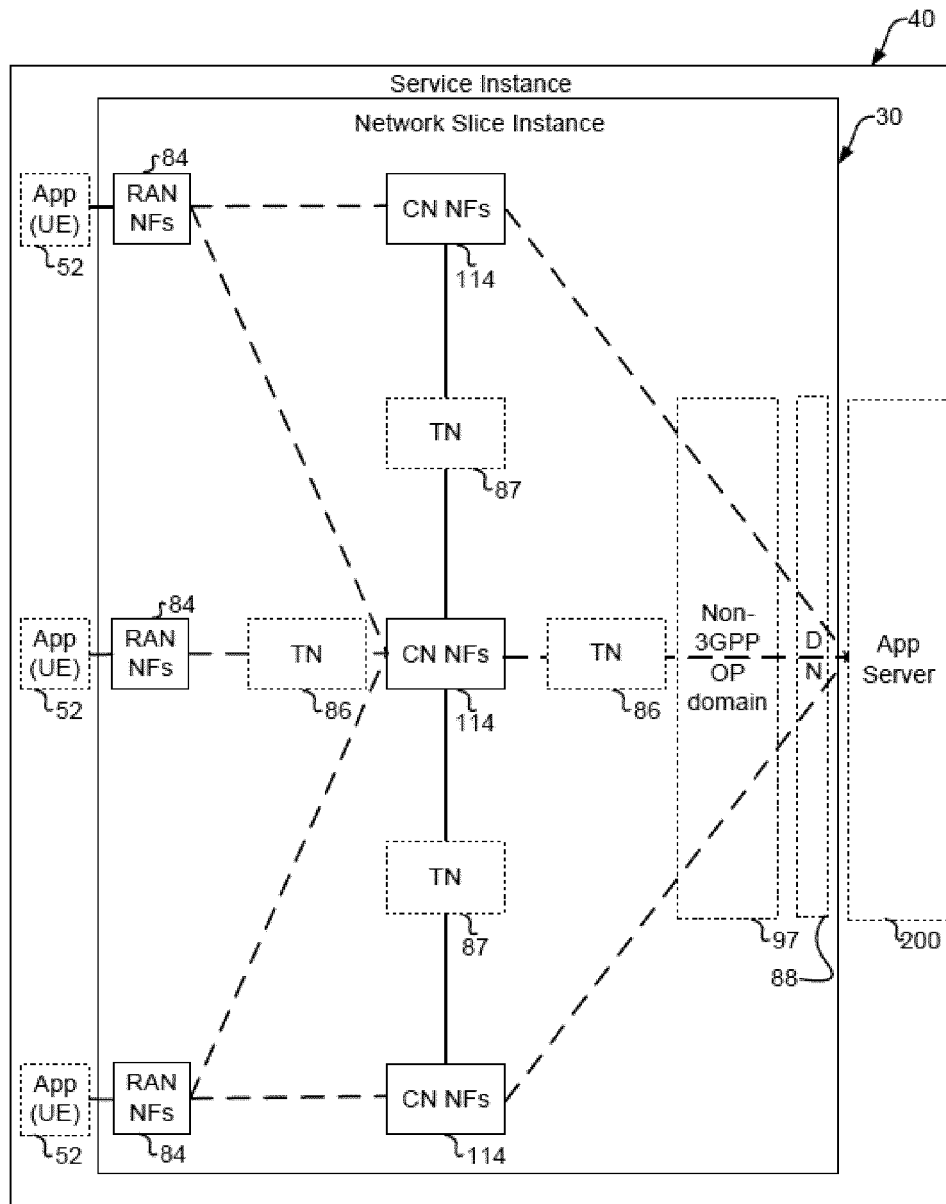 40
Service Instance
Network Slice Instance
30
84
App
(UE)
52
RAN
NFs
CN NFs
114
TN
87
84
App
(UE)
52
RAN
NFs
TN
86
CN NFs
114
TN
86
Non-
3GPP
OP
domain
97
D
N
88
App
Server
200
TN
87
App
(UE)
52
RAN
NFs
84
CN NFs
114